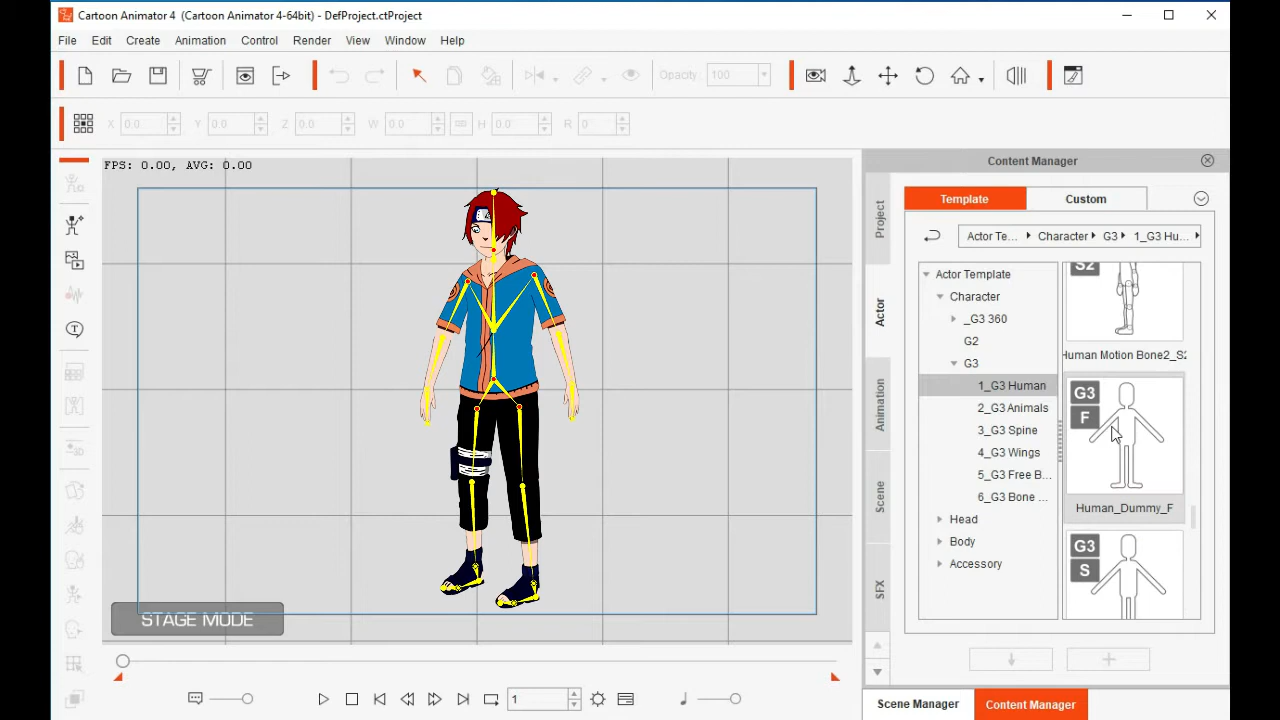 Cartoon Animator 4 (Cartoon Animator 4-64bit) - DefProject.ctProject
File Edit Create Animation Control Render View Window Help
Opacity 100
X 0.0 Y 0.0 Z 0.0 W 0.0 H 0.0 R 0
FPS: 0.00, AVG: 0.00
Content Manager
Template Custom
Actor Te... Character G3 1_G3 Hu...
Project
Actor
Animation
Scene
SFX
Actor Template
Character
_G3 360
G2
G3
1_G3 Human
2_G3 Animals
3_G3 Spine
4_G3 Wings
5_G3 Free B...
6_G3 Bone ...
Head
Body
Accessory
S2
Human Motion Bone2_S2
G3
F
Human_Dummy_F
G3
S
STAGE MODE
1
Scene Manager Content Manager